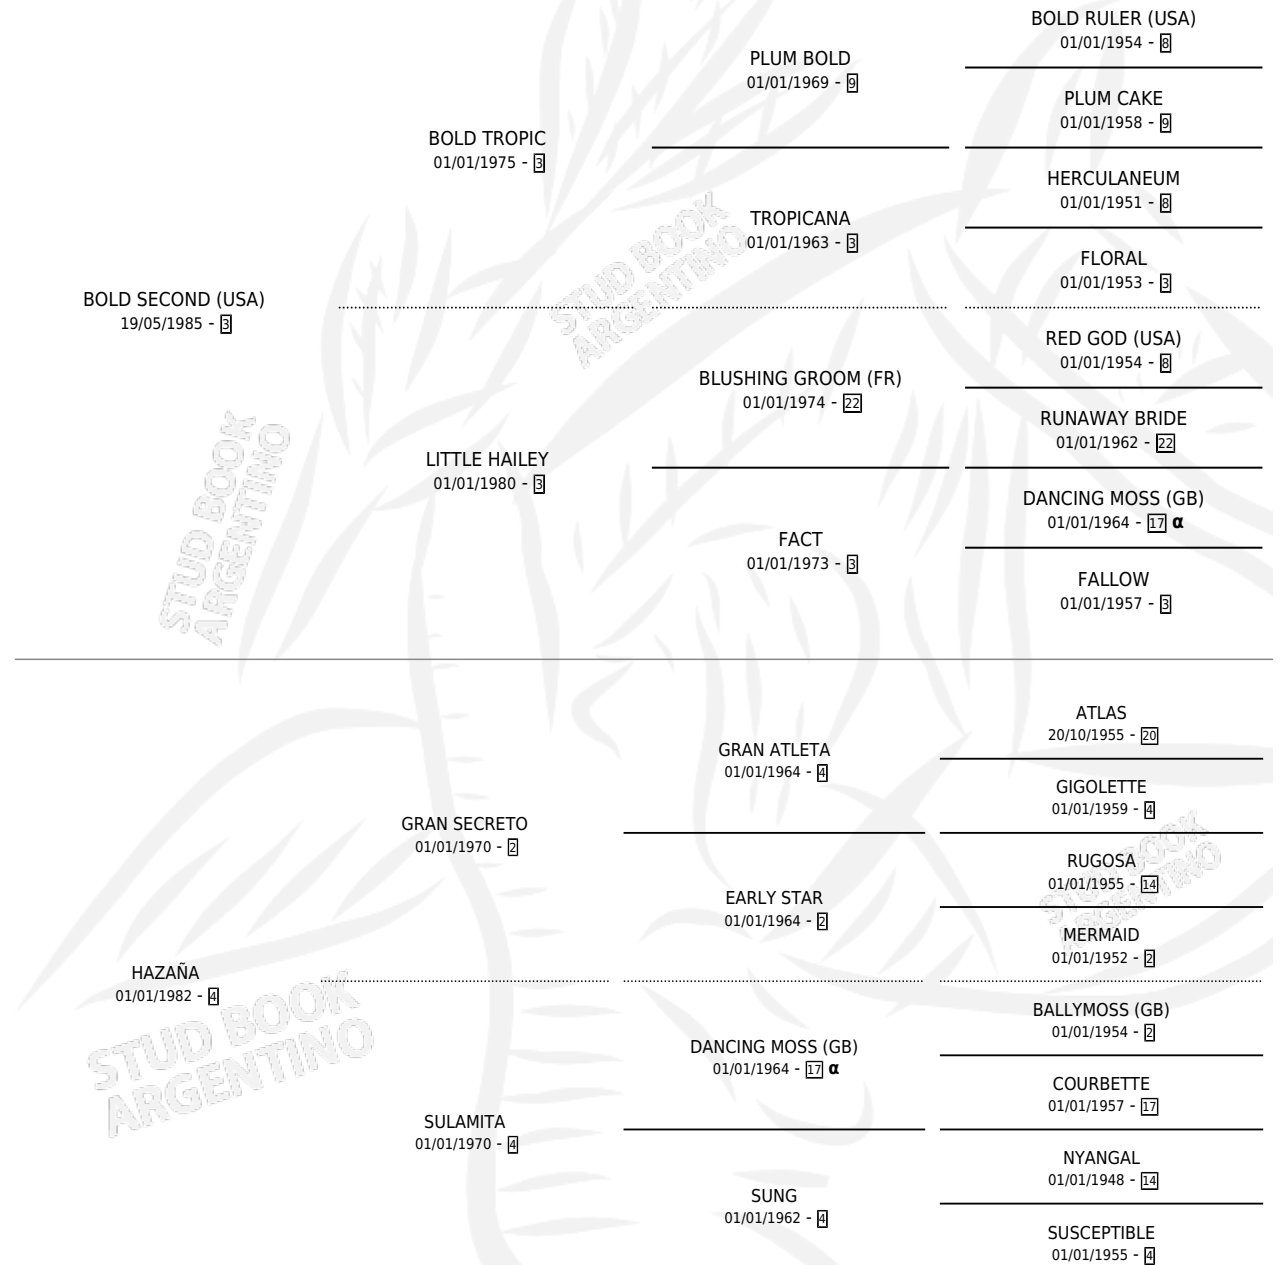 BOLD SECOND (USA)
19/05/1985 - 3
BOLD TROPIC
01/01/1975 - 3
PLUM BOLD
01/01/1969 - 9
BOLD RULER (USA)
01/01/1954 - 8
PLUM CAKE
01/01/1958 - 9
TROPICANA
01/01/1963 - 3
HERCULANEUM
01/01/1951 - 8
FLORAL
01/01/1953 - 3
LITTLE HAILEY
01/01/1980 - 3
BLUSHING GROOM (FR)
01/01/1974 - 22
RED GOD (USA)
01/01/1954 - 8
RUNAWAY BRIDE
01/01/1962 - 22
FACT
01/01/1973 - 3
DANCING MOSS (GB)
01/01/1964 - 17 α
FALLOW
01/01/1957 - 3
HAZAÑA
01/01/1982 - 4
GRAN SECRETO
01/01/1970 - 2
GRAN ATLETA
01/01/1964 - 4
ATLAS
20/10/1955 - 20
GIGOLETTE
01/01/1959 - 4
EARLY STAR
01/01/1964 - 2
RUGOSA
01/01/1955 - 14
MERMAID
01/01/1952 - 2
SULAMITA
01/01/1970 - 4
DANCING MOSS (GB)
01/01/1964 - 17 α
BALLYMOSS (GB)
01/01/1954 - 2
COURBETTE
01/01/1957 - 17
SUNG
01/01/1962 - 4
NYANGAL
01/01/1948 - 14
SUSCEPTIBLE
01/01/1955 - 4
STUD BOOK
ARGENTINO
STUD BOOK
ARGENTINO
STUD BOOK
ARGENTINO
STUD BOOK
ARGENTINO